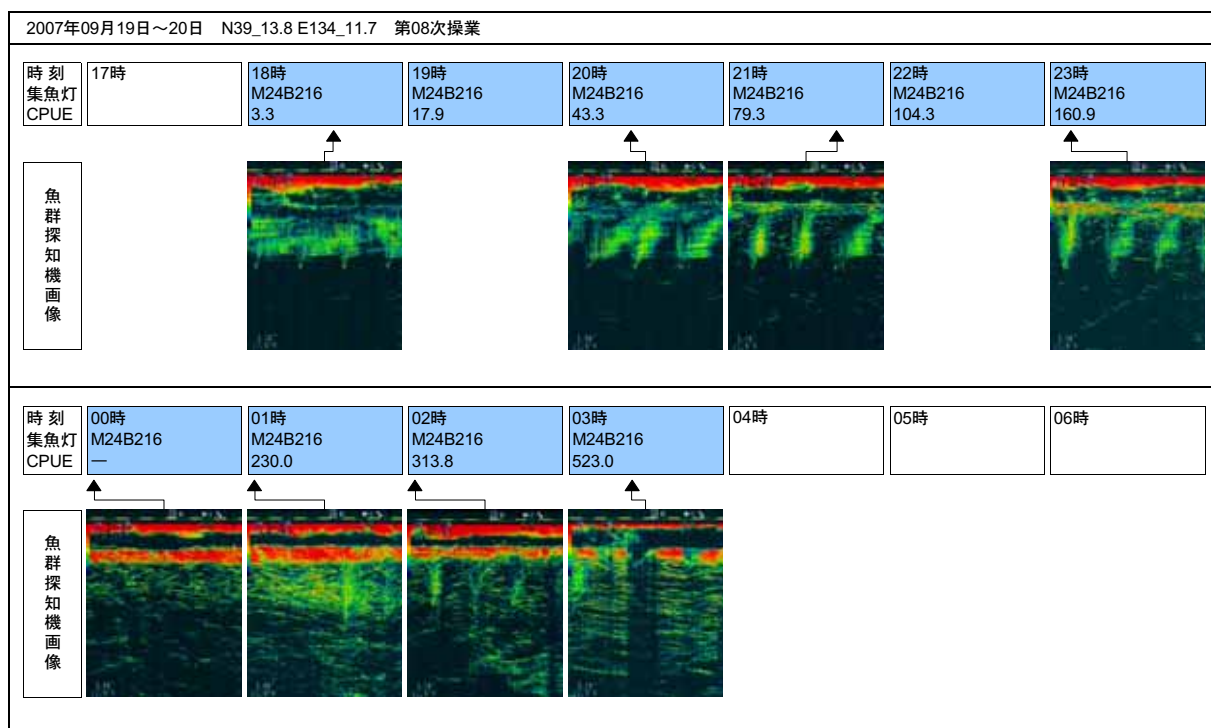 2007年09月19日～20日 N39_13.8 E134_11.7 第08次操業
時刻
集魚灯
CPUE
17時
18時
M24B216
3.3
19時
M24B216
17.9
20時
M24B216
43.3
21時
M24B216
79.3
22時
M24B216
104.3
23時
M24B216
160.9
魚群探知機画像
時刻
集魚灯
CPUE
00時
M24B216
―
01時
M24B216
230.0
02時
M24B216
313.8
03時
M24B216
523.0
04時
05時
06時
魚群探知機画像